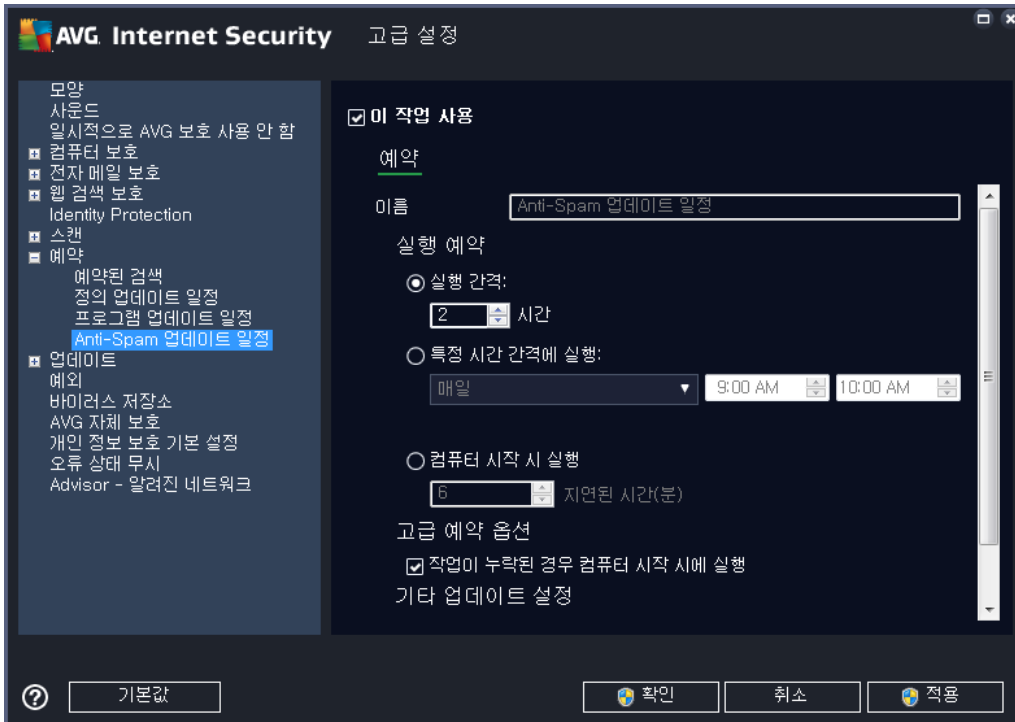 AVG Internet Security 고급 설정
모양
사운드
일시적으로 AVG 보호 사용 안 함
컴퓨터 보호
전자 메일 보호
웹 검색 보호
Identity Protection
스캔
예약
예약된 검색
정의 업데이트 일정
프로그램 업데이트 일정
Anti-Spam 업데이트 일정
업데이트
예외
바이러스 저장소
AVG 자체 보호
개인 정보 보호 기본 설정
오류 상태 무시
Advisor - 알려진 네트워크
이 작업 사용
예약
이름 Anti-Spam 업데이트 일정
실행 예약
실행 간격:
2 시간
특정 시간 간격에 실행:
매일 9:00 AM 10:00 AM
컴퓨터 시작 시 실행
6 지연된 시간(분)
고급 예약 옵션
작업이 누락된 경우 컴퓨터 시작 시에 실행
기타 업데이트 설정
기본값 확인 취소 적용